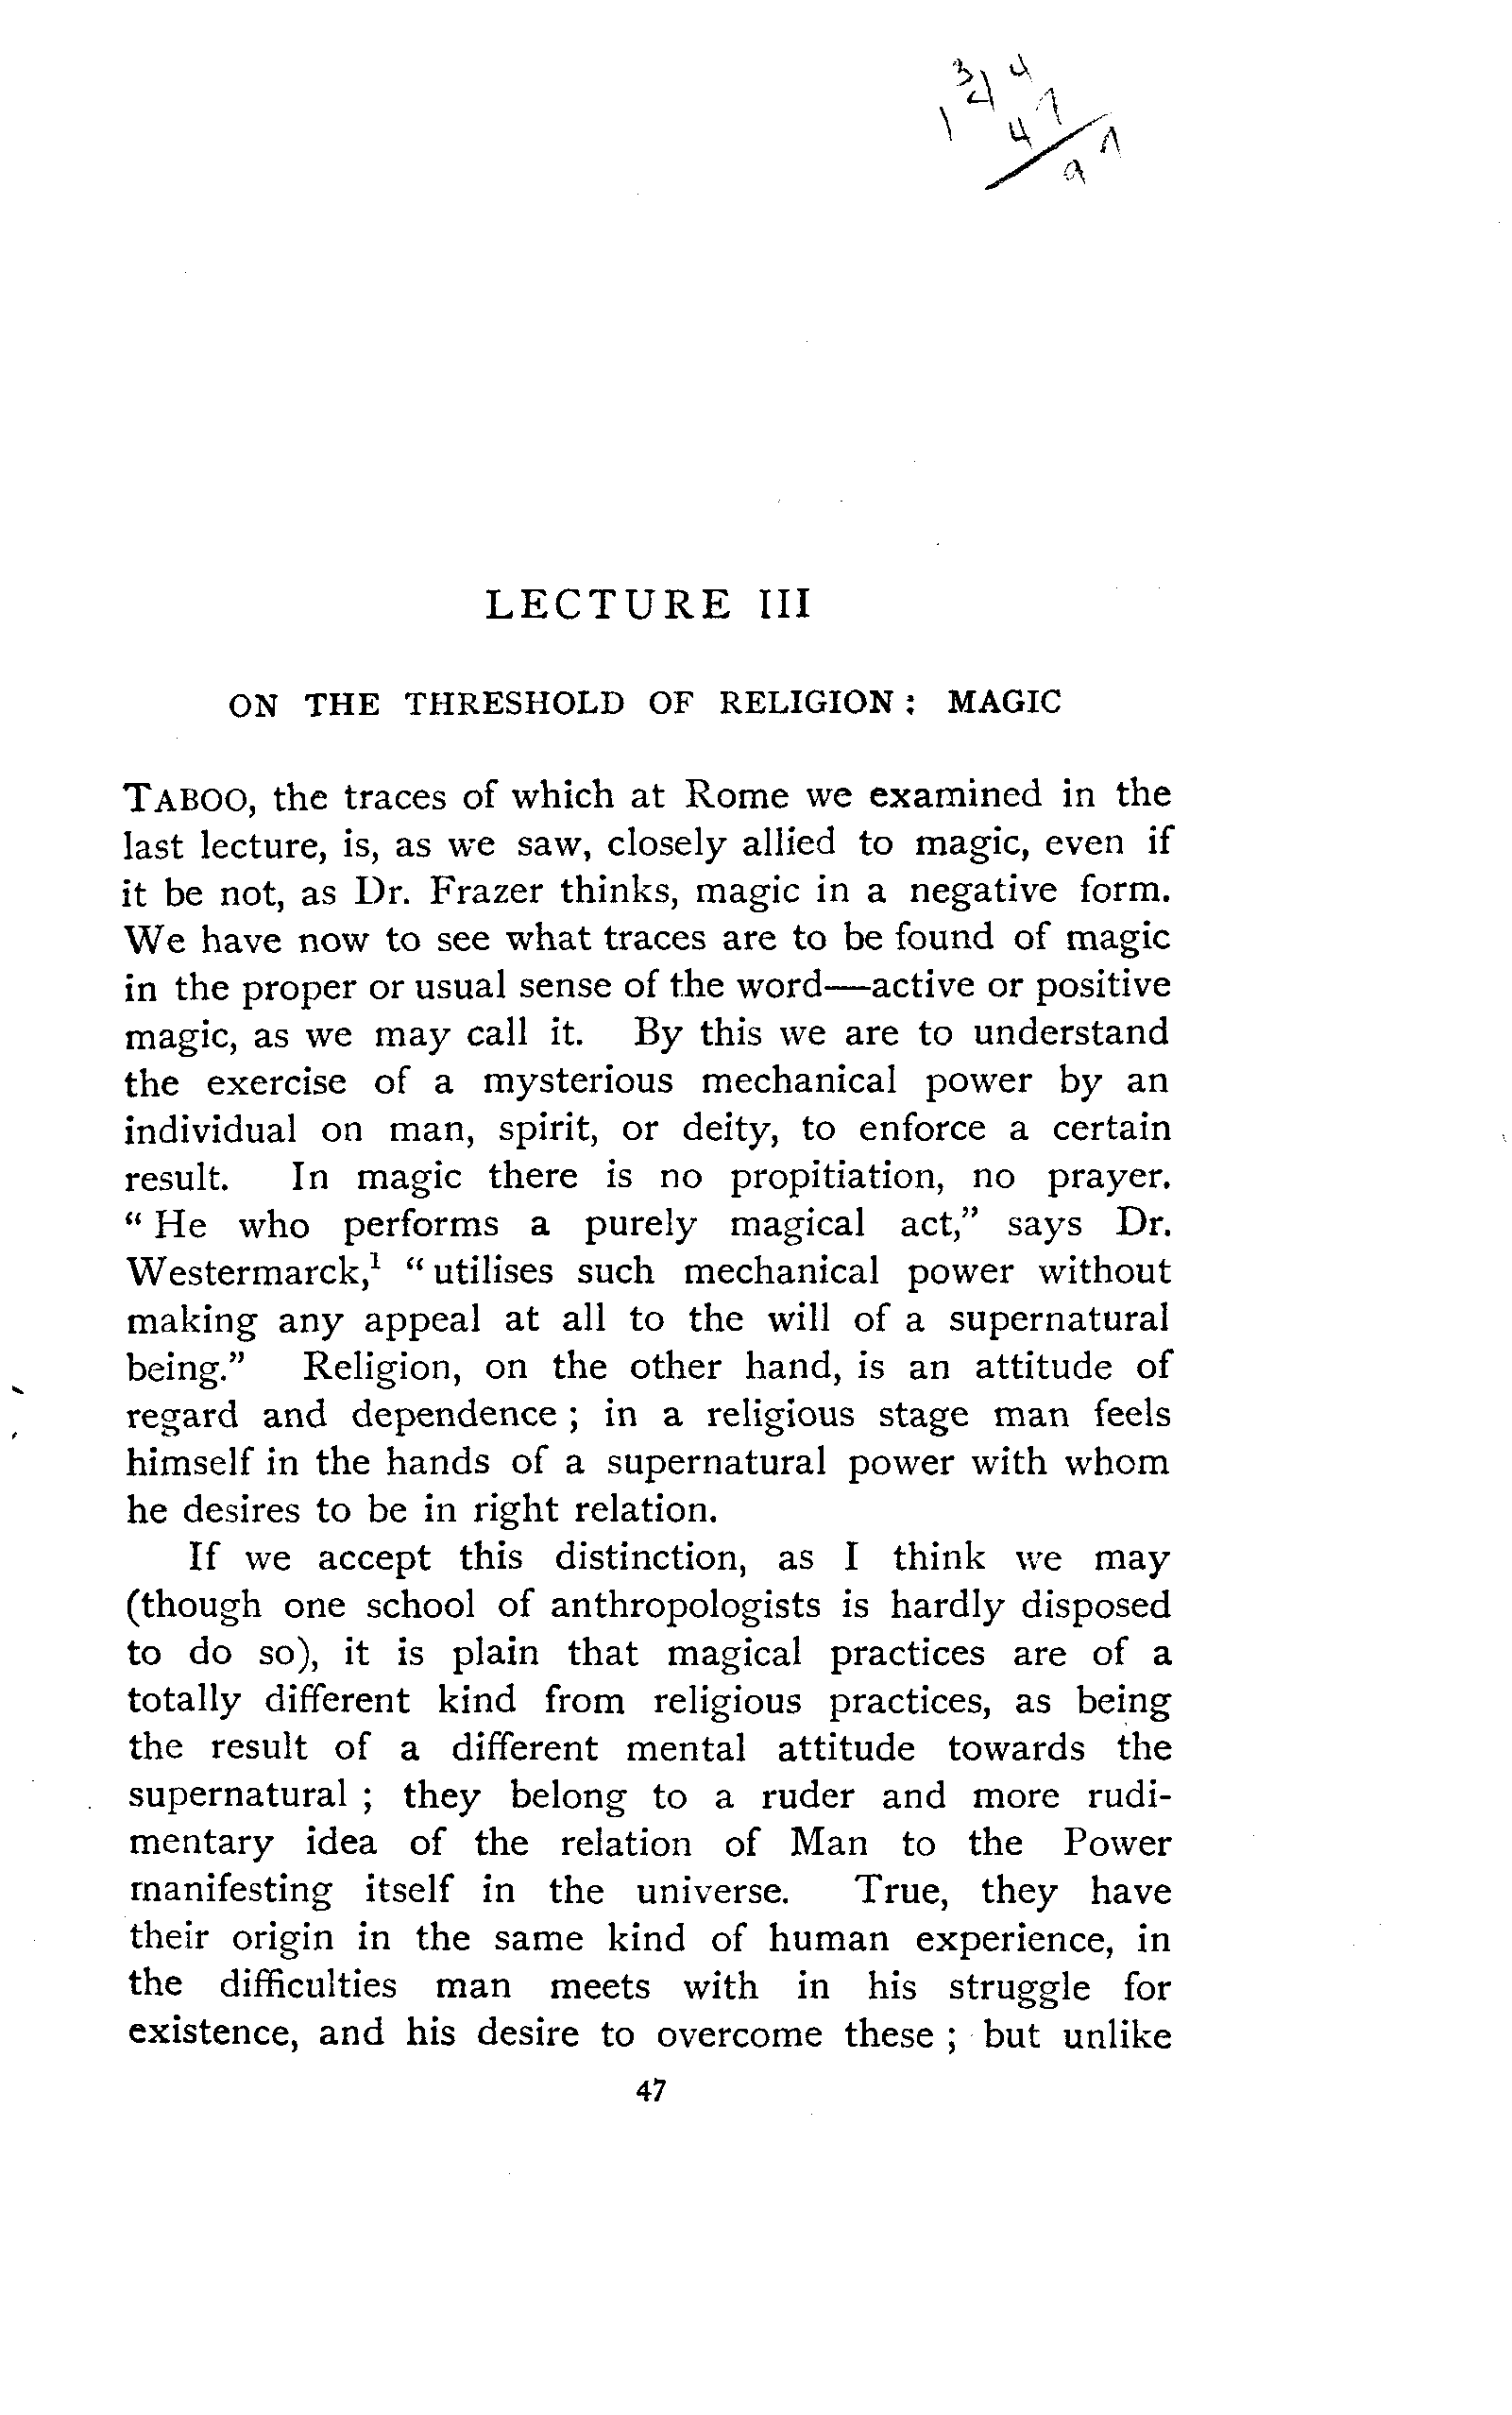 LECTURE III
ON THE THRESHOLD OF RELIGION: MAGIC
TABOO, the traces of which at Rome we examined in the
last lecture, is, as we saw, closely allied to magic, even if
it be not, as Dr. Frazer thinks, magic in a negative form.
We have now to see what traces are to be found of magic
in the proper or usual sense of the word—active or positive
magic, as we may call it. By this we are to understand
the exercise of a mysterious mechanical power by an
individual on man, spirit, or deity, to enforce a certain
result. In magic there is no propitiation, no prayer.
“He who performs a purely magical act,” says Dr.
Westermarck,¹ “utilises such mechanical power without
making any appeal at all to the will of a supernatural
being.” Religion, on the other hand, is an attitude of
regard and dependence; in a religious stage man feels
himself in the hands of a supernatural power with whom
he desires to be in right relation.
If we accept this distinction, as I think we may
(though one school of anthropologists is hardly disposed
to do so), it is plain that magical practices are of a
totally different kind from religious practices, as being
the result of a different mental attitude towards the
supernatural; they belong to a ruder and more rudi-
mentary idea of the relation of Man to the Power
manifesting itself in the universe. True, they have
their origin in the same kind of human experience, in
the difficulties man meets with in his struggle for
existence, and his desire to overcome these; but unlike
47